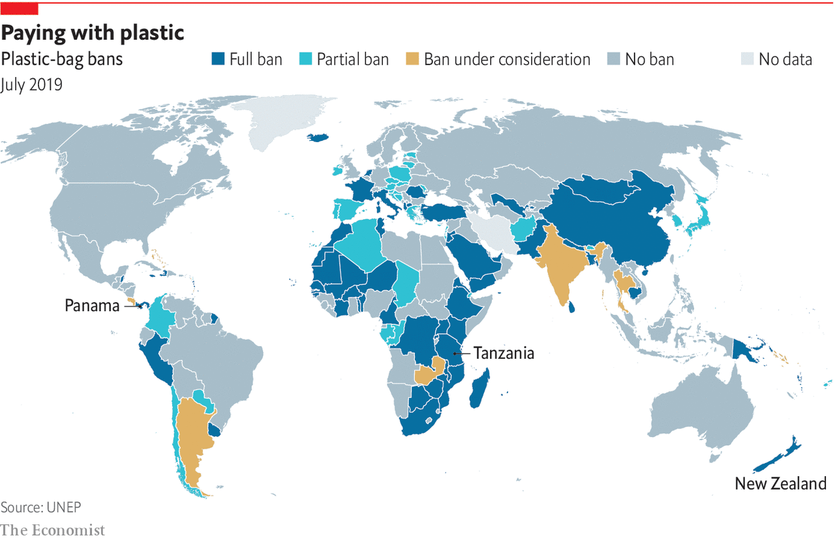 Paying with plastic
Plastic-bag bans
Full ban
Partial ban
Ban under consideration
No ban
No data
July 2019
Panama
Tanzania
New Zealand
Source: UNEP
The Economist